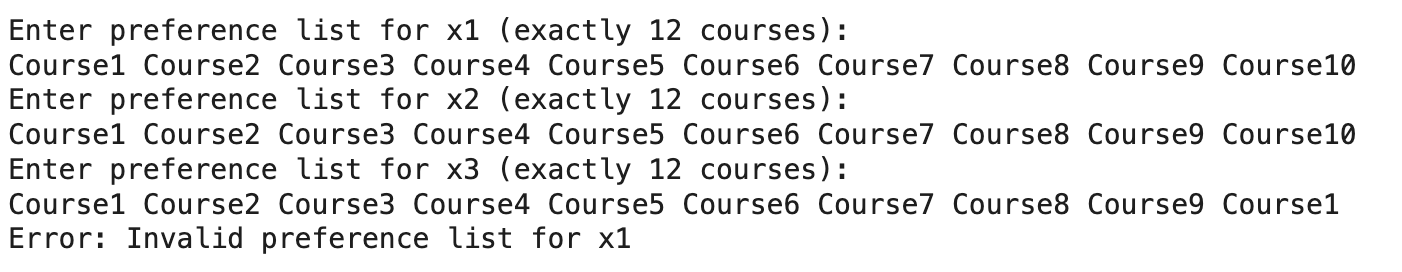 Enter preference list for x1 (exactly 12 courses):
Course1 Course2 Course3 Course4 Course5 Course6 Course7 Course8 Course9 Course10
Enter preference list for x2 (exactly 12 courses):
Course1 Course2 Course3 Course4 Course5 Course6 Course7 Course8 Course9 Course10
Enter preference list for x3 (exactly 12 courses):
Course1 Course2 Course3 Course4 Course5 Course6 Course7 Course8 Course9 Course1
Error: Invalid preference list for x1